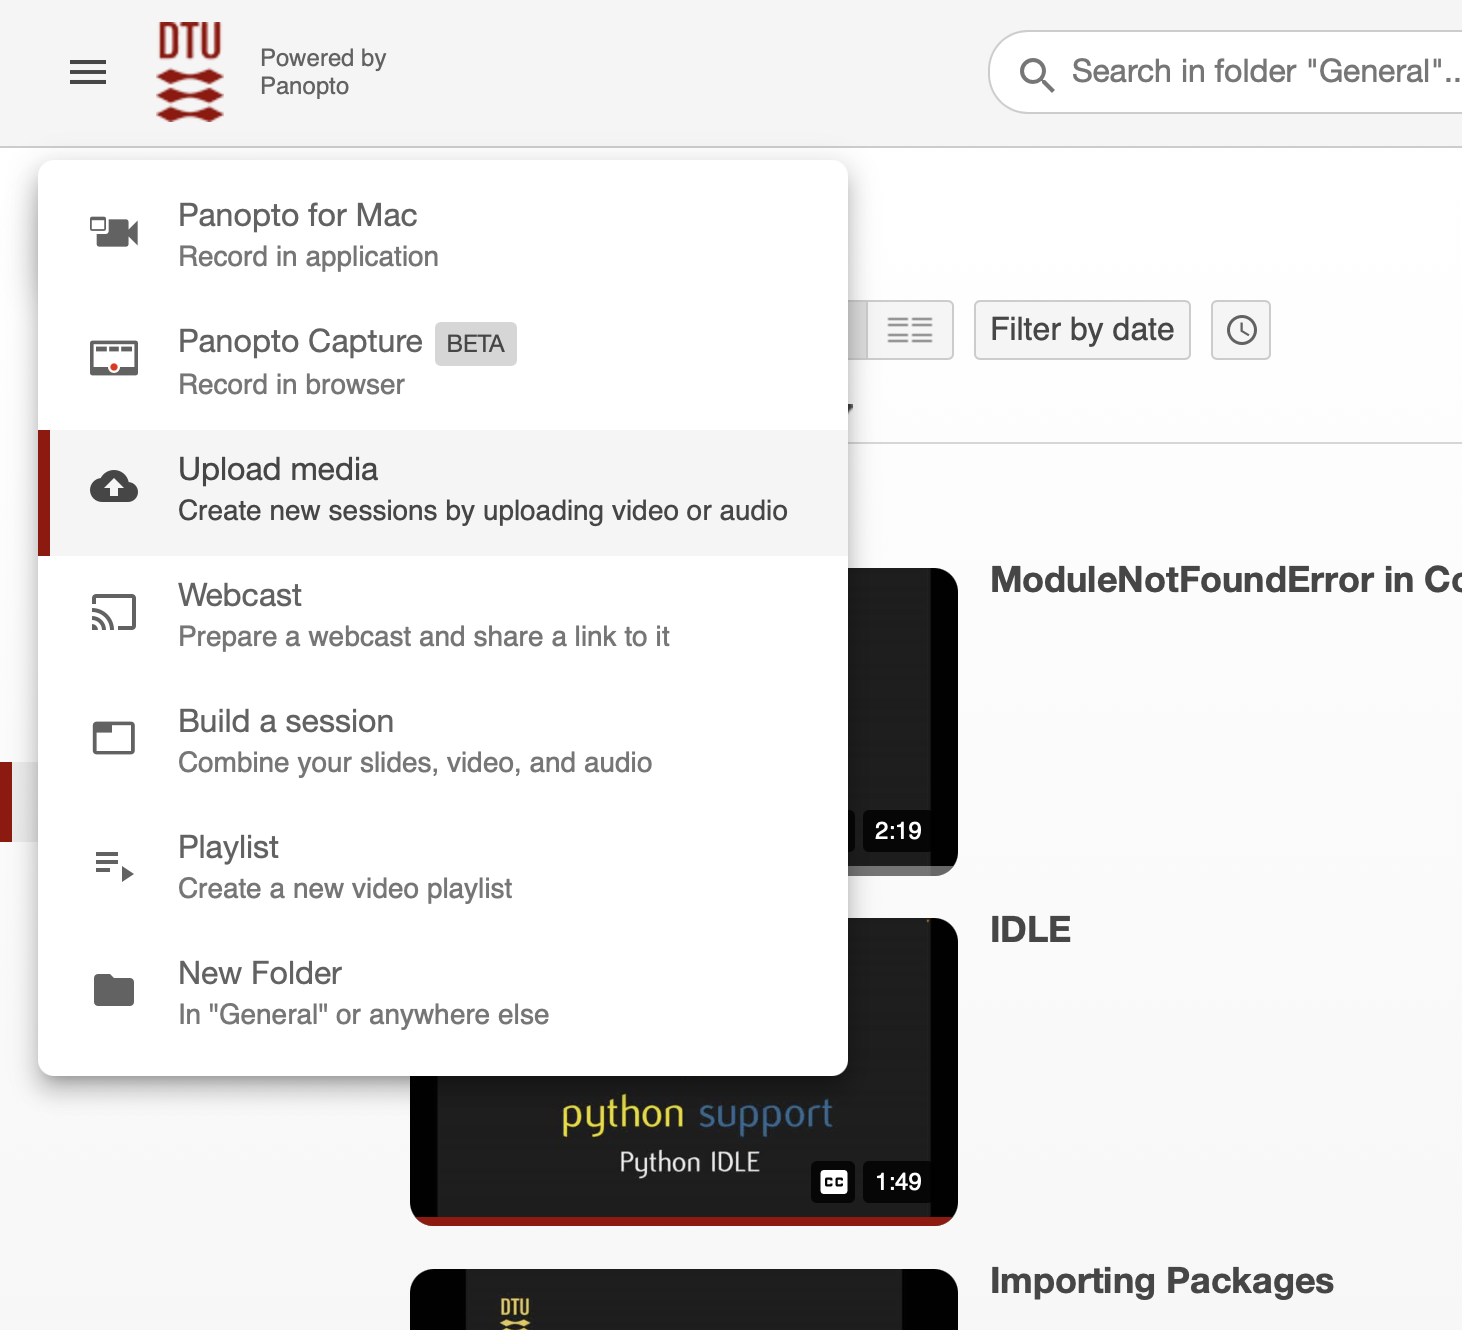 DTU
Powered by
Panopto
Search in folder "General"..
Panopto for Mac
Record in application
Panopto Capture BETA
Record in browser
Filter by date
Upload media
Create new sessions by uploading video or audio
Webcast
Prepare a webcast and share a link to it
ModuleNotFoundError in Co
Build a session
Combine your slides, video, and audio
2:19
Playlist
Create a new video playlist
IDLE
New Folder
In "General" or anywhere else
python support
Python IDLE
CC 1:49
Importing Packages
DTU